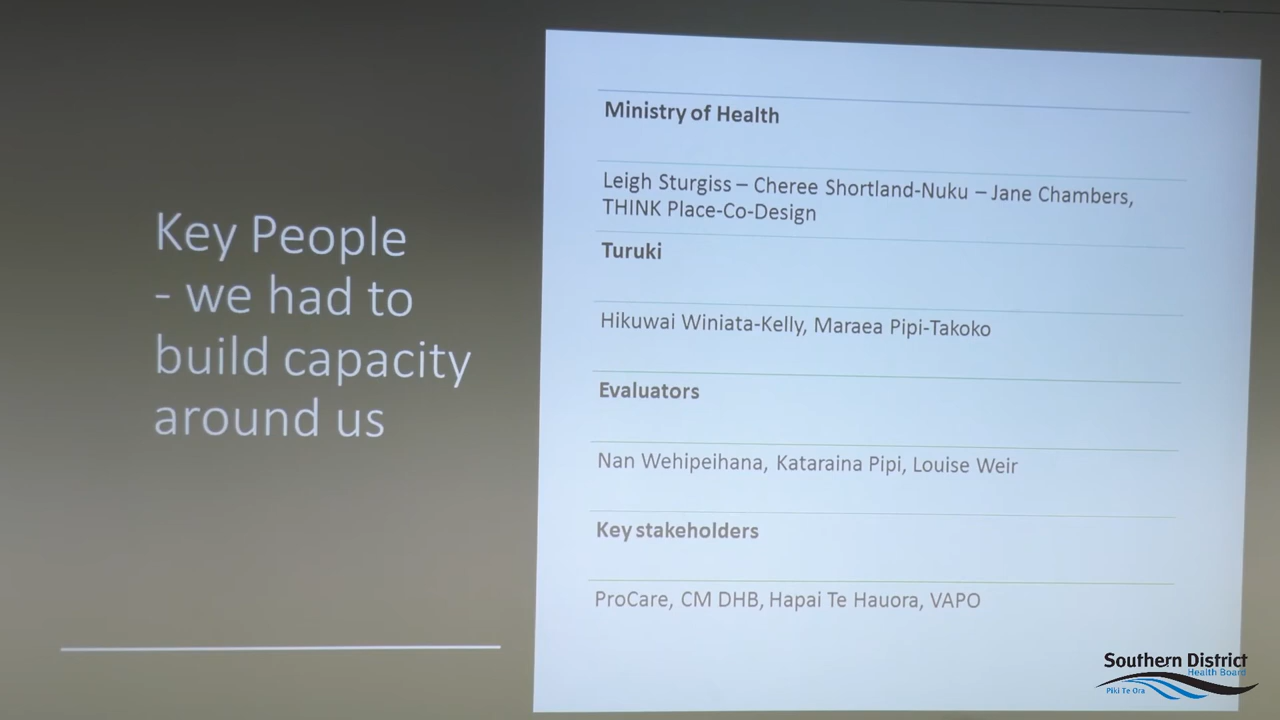 Key People
- we had to
build capacity
around us
Ministry of Health
Leigh Sturgiss – Cheree Shortland-Nuku – Jane Chambers,
THINK Place-Co-Design
Turuki
Hikuwai Winiata-Kelly, Maraea Pipi-Takoko
Evaluators
Nan Wehipeihana, Kataraina Pipi, Louise Weir
Key stakeholders
ProCare, CM DHB, Hapai Te Hauora, VAPO
Southern District
Health Board
Piki Te Ora